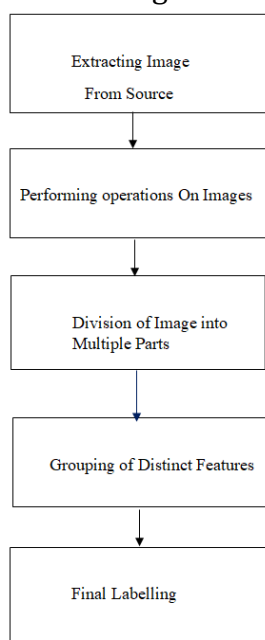 Extracting Image
From Source
Performing operations On Images
Division of Image into
Multiple Parts
Grouping of Distinct Features
Final Labelling